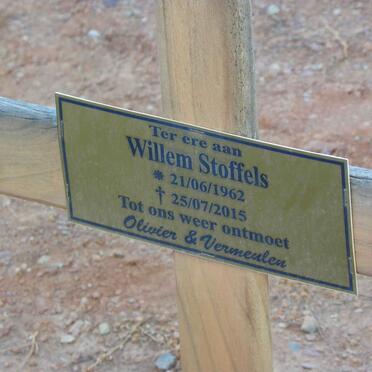 Ter ere aan
Willem Stoffels
* 21/06/1962
† 25/07/2015
Tot ons weer ontmoet
Olivier & Vermeulen